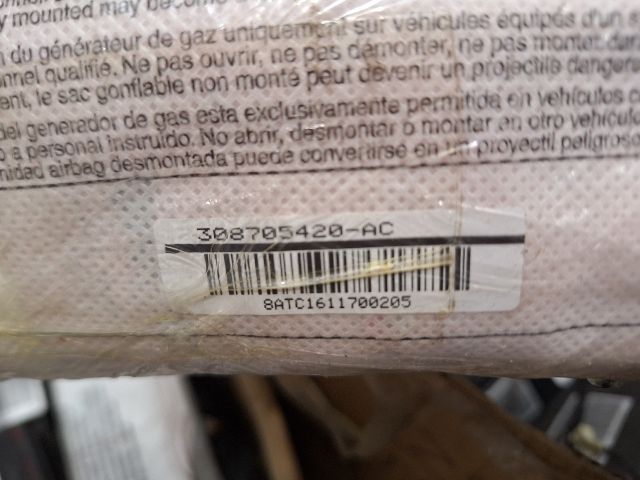 y mounted may become
n du générateur de gaz uniquement sur véhicules équipés d'un
nnel qualifié. Ne pas ouvrir, ne pas démonter, ne pas monter dans
ent, le sac gonflable non monté peut devenir un projectile dangere
del generador de gas esta exclusivamente permitida en vehículos
o a personal instruido. No abrir, desmontar o montar en otro vehículo
nidad airbag desmontada puede convertirse en un proyectil peligroso
308705420-AC
8ATC1611700205